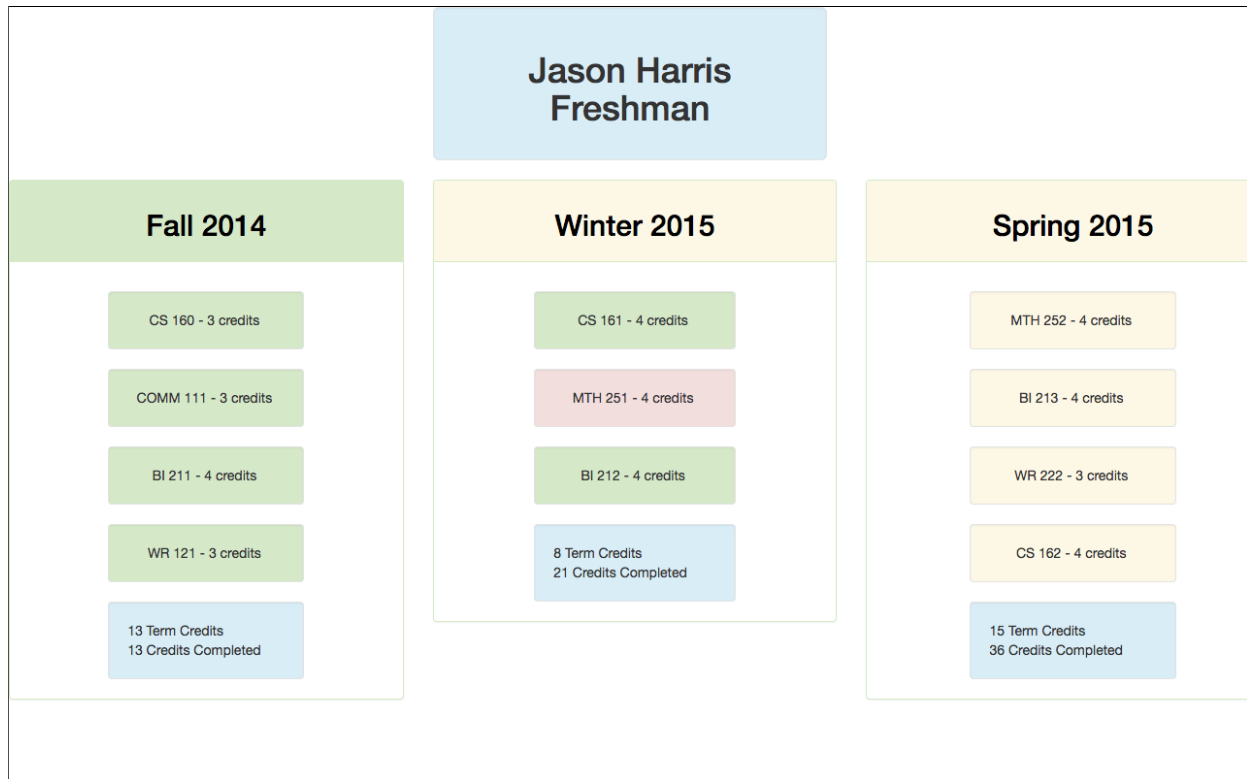 Jason Harris
Freshman
Fall 2014
CS 160 - 3 credits
COMM 111 - 3 credits
BI 211 - 4 credits
WR 121 - 3 credits
13 Term Credits
13 Credits Completed
Winter 2015
CS 161 - 4 credits
MTH 251 - 4 credits
BI 212 - 4 credits
8 Term Credits
21 Credits Completed
Spring 2015
MTH 252 - 4 credits
BI 213 - 4 credits
WR 222 - 3 credits
CS 162 - 4 credits
15 Term Credits
36 Credits Completed